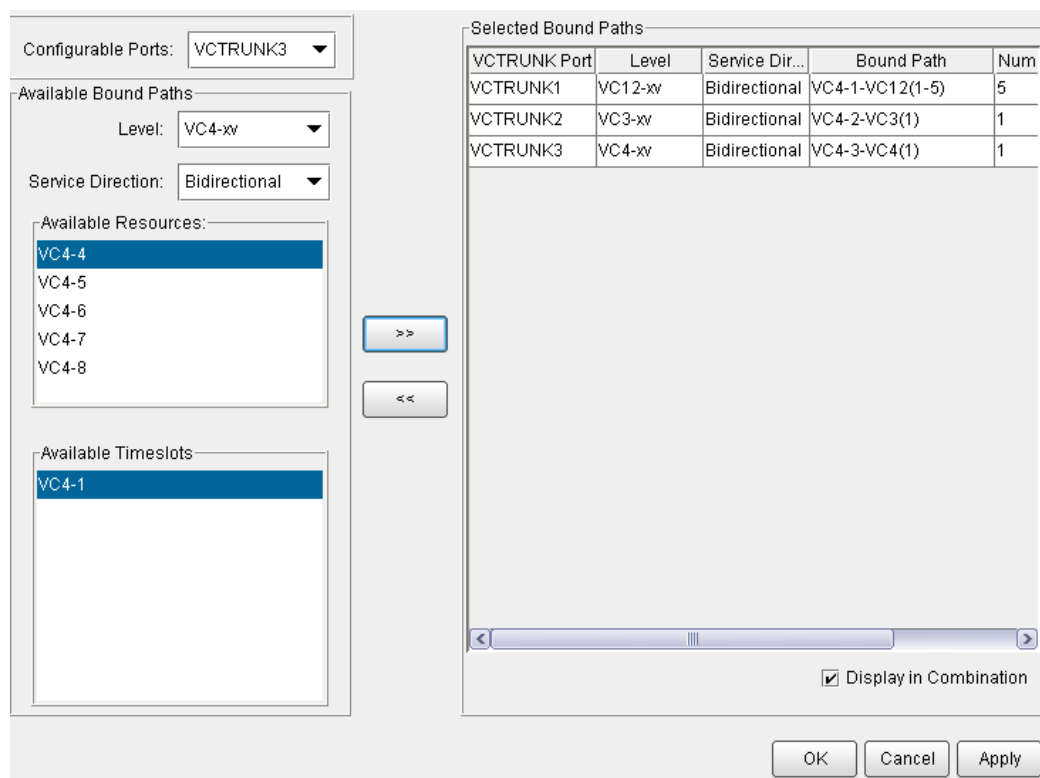 Configurable Ports: VCTRUNK3
Available Bound Paths
Level: VC4-xv
Service Direction: Bidirectional
Available Resources:
VC4-4
VC4-5
VC4-6
VC4-7
VC4-8
Available Timeslots
VC4-1
>>
<<
Selected Bound Paths
VCTRUNK Port Level Service Dir... Bound Path Num
VCTRUNK1 VC12-xv Bidirectional VC4-1-VC12(1-5) 5
VCTRUNK2 VC3-xv Bidirectional VC4-2-VC3(1) 1
VCTRUNK3 VC4-xv Bidirectional VC4-3-VC4(1) 1
Display in Combination
OK Cancel Apply